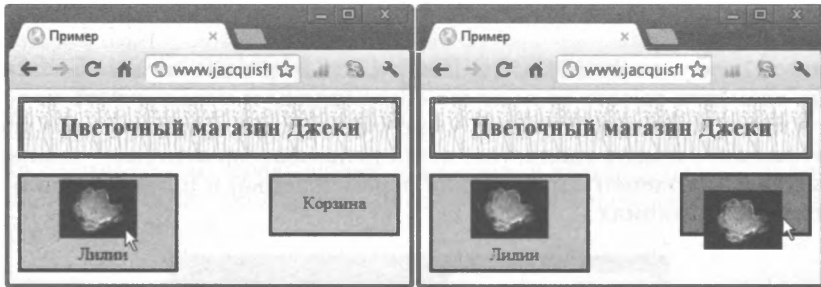 Пример
www.jacquisfl
Цветочный магазин Джеки
Лилии
Корзина
Пример
www.jacquisfl
Цветочный магазин Джеки
Лилии